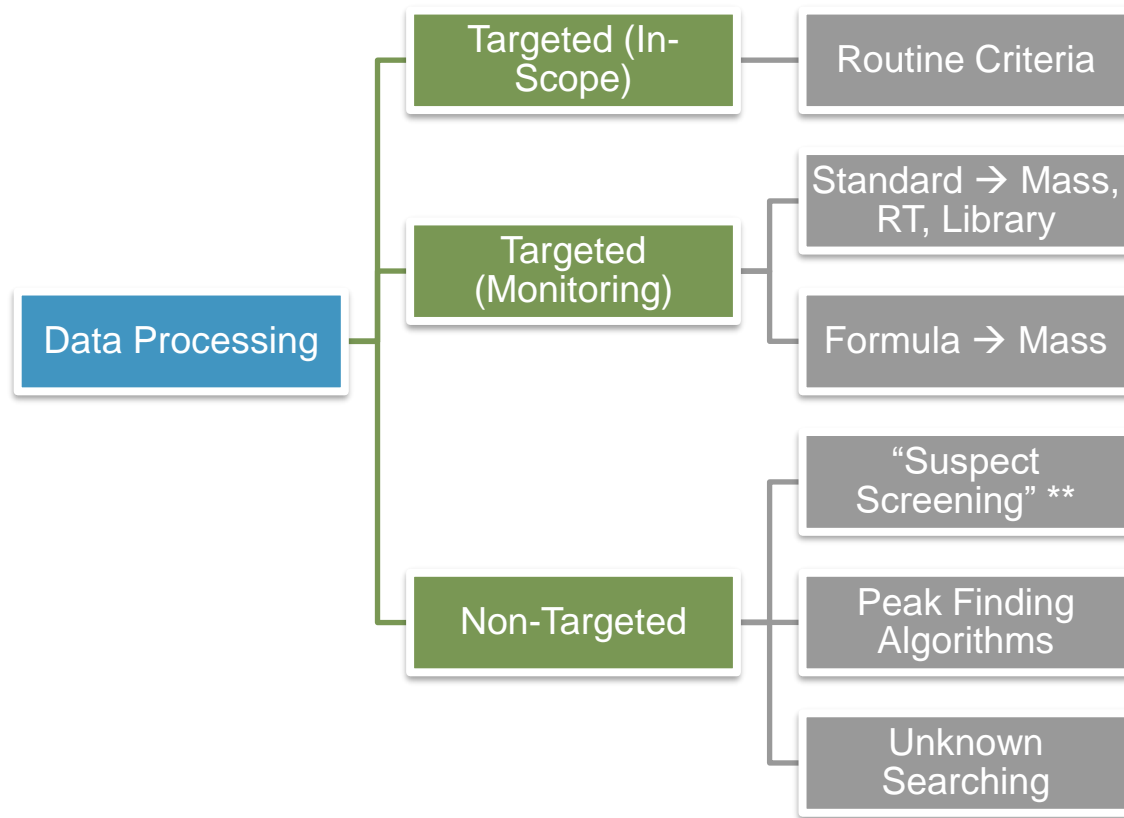 Data Processing
Targeted (In-
Scope)
Routine Criteria
Targeted
(Monitoring)
Standard → Mass,
RT, Library
Formula → Mass
Non-Targeted
“Suspect
Screening” **
Peak Finding
Algorithms
Unknown
Searching